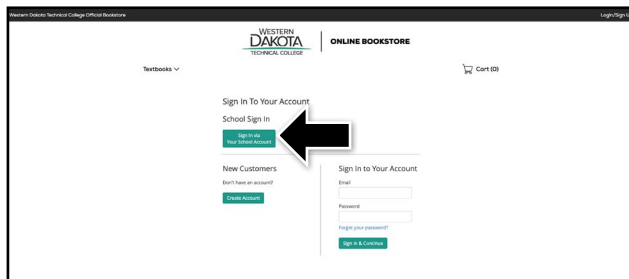 Western Dakota Technical College Official Bookstore
Login/Sign U
WESTERN
DAKOTA
TECHNICAL COLLEGE
ONLINE BOOKSTORE
Textbooks
Cart (0)
Sign In To Your Account
School Sign In
Sign In via
Your School Account
New Customers
Don't have an account?
Create Account
Sign In to Your Account
Email
Password
Forgot your password?
Sign In & Continue